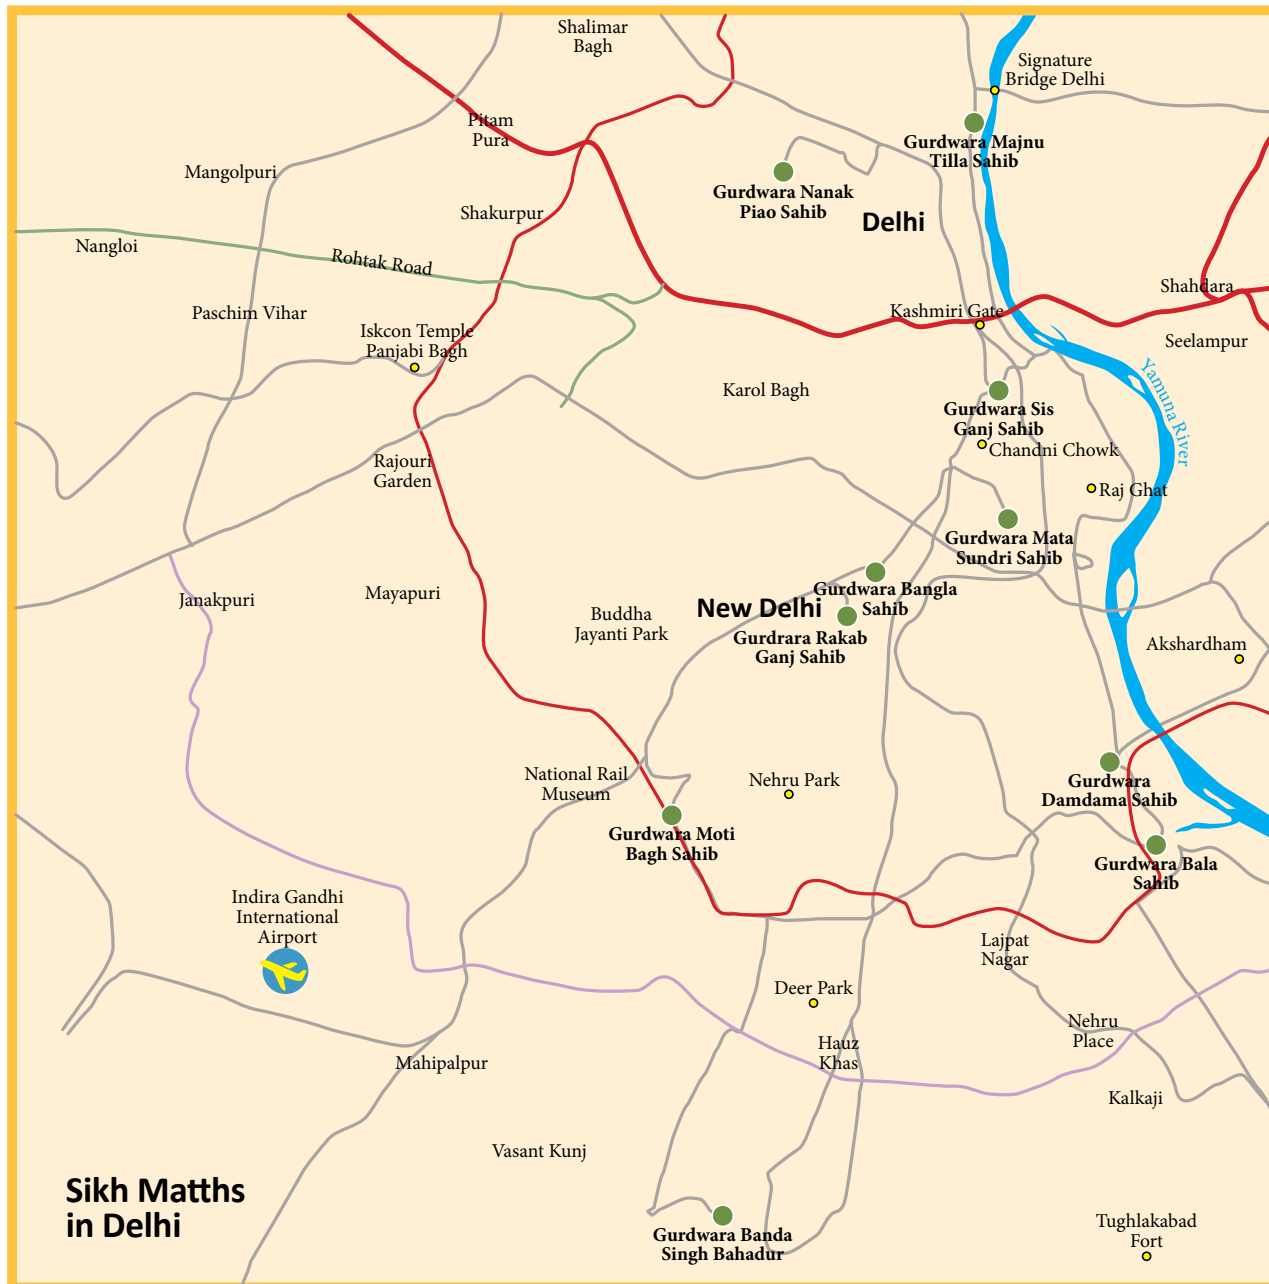 Shalimar
Bagh
Signature
Bridge Delhi
Pitam
Pura
Gurdwara Majnu
Tilla Sahib
Mangolpuri
Gurdwara Nanak
Piao Sahib
Shakurpur
Delhi
Nangloi
Rohtak Road
Shahdara
Paschim Vihar
Kashmiri Gate
Iskcon Temple
Panjabi Bagh
Seelampur
Yamuna River
Karol Bagh
Gurdwara Sis
Ganj Sahib
Chandni Chowk
Rajouri
Garden
Raj Ghat
Gurdwara Mata
Sundri Sahib
Janakpuri
Mayapuri
Gurdwara Bangla
Sahib
New Delhi
Buddha
Jayanti Park
Gurdrara Rakab
Ganj Sahib
Akshardham
National Rail
Museum
Nehru Park
Gurdwara
Damdama Sahib
Gurdwara Moti
Bagh Sahib
Gurdwara Bala
Sahib
Indira Gandhi
International
Airport
Lajpat
Nagar
Deer Park
Nehru
Place
Hauz
Khas
Mahipalpur
Kalkaji
Vasant Kunj
Sikh Matths
in Delhi
Gurdwara Banda
Singh Bahadur
Tughlakabad
Fort